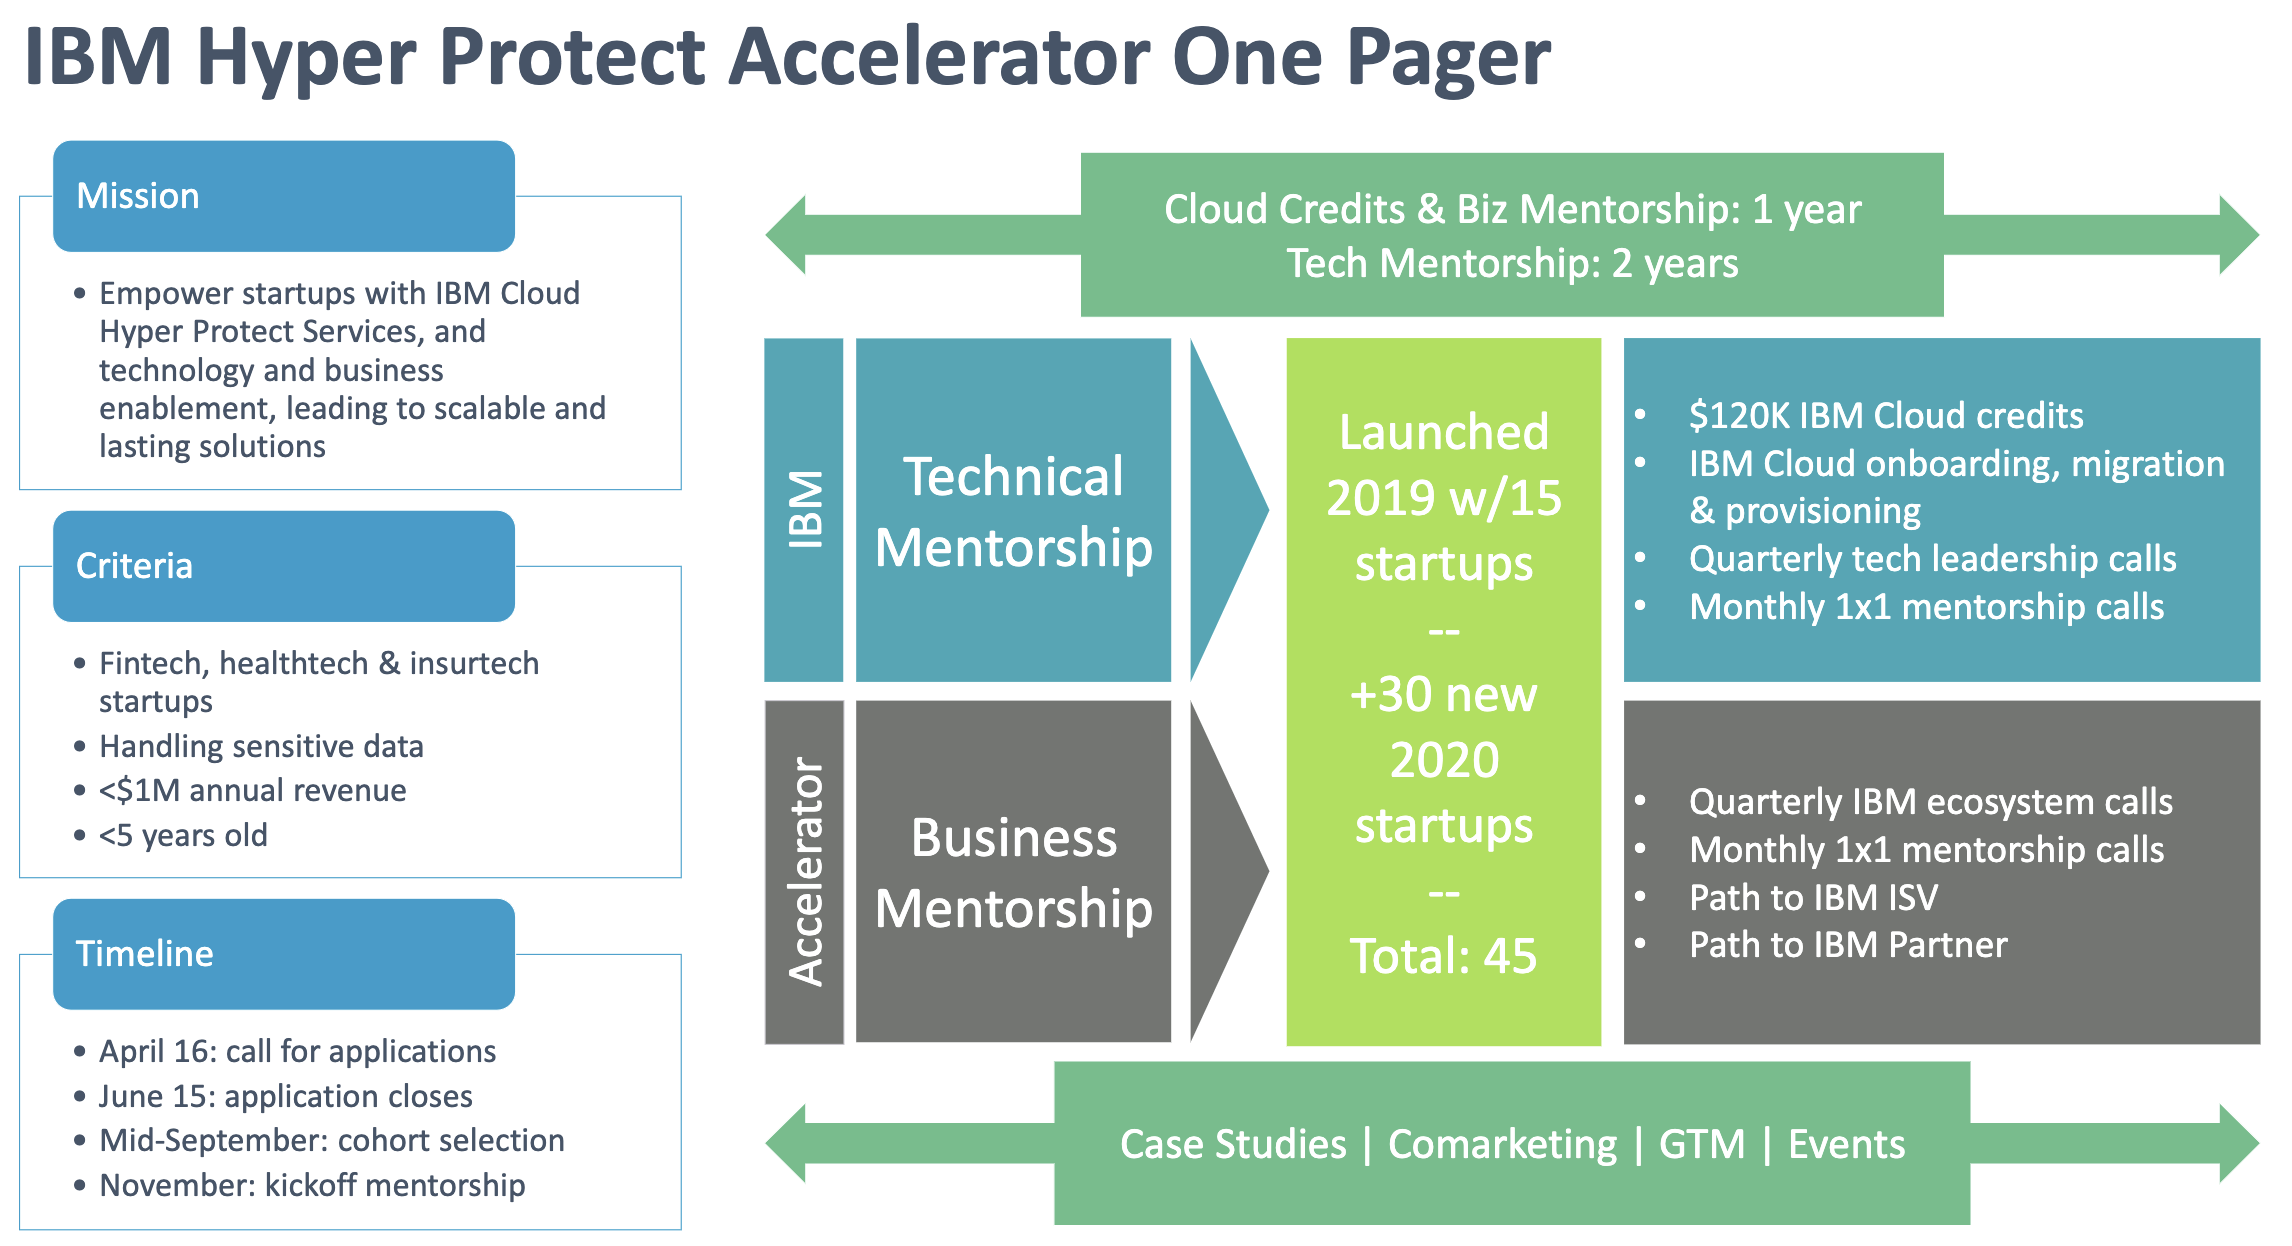 IBM Hyper Protect Accelerator One Pager
Mission
• Empower startups with IBM Cloud
Hyper Protect Services, and
technology and business
enablement, leading to scalable and
lasting solutions
Criteria
• Fintech, healthtech & insurtech
startups
• Handling sensitive data
• <$1M annual revenue
• <5 years old
Timeline
• April 16: call for applications
• June 15: application closes
• Mid-September: cohort selection
• November: kickoff mentorship
Cloud Credits & Biz Mentorship: 1 year
Tech Mentorship: 2 years
IBM
Technical
Mentorship
Accelerator
Business
Mentorship
Launched
2019 w/15
startups
--
+30 new
2020
startups
--
Total: 45
• $120K IBM Cloud credits
• IBM Cloud onboarding, migration
& provisioning
• Quarterly tech leadership calls
• Monthly 1x1 mentorship calls
• Quarterly IBM ecosystem calls
• Monthly 1x1 mentorship calls
• Path to IBM ISV
• Path to IBM Partner
Case Studies | Comarketing | GTM | Events